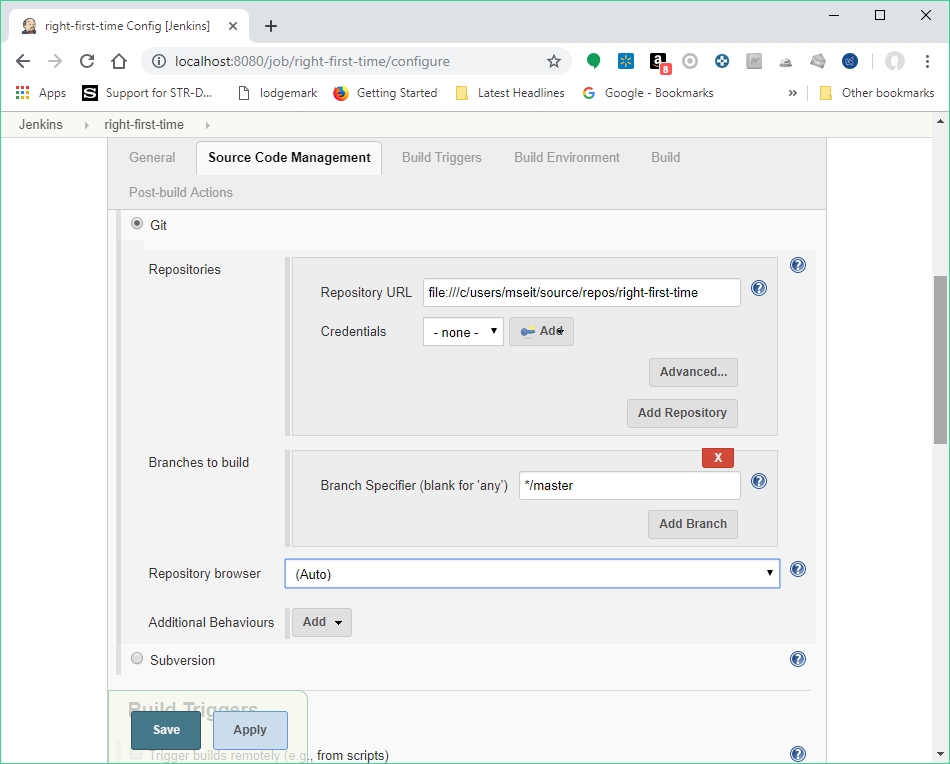 right-first-time Config [Jenkins]
localhost:8080/job/right-first-time/configure
8
Apps
Support for STR-D...
lodgemark
Getting Started
Latest Headlines
Google - Bookmarks
»
Other bookmarks
Jenkins
right-first-time
General
Source Code Management
Build Triggers
Build Environment
Build
Post-build Actions
Git
Repositories
Repository URL
file:///c/users/mseit/source/repos/right-first-time
Credentials
- none -
Add
Advanced...
Add Repository
Branches to build
X
Branch Specifier (blank for 'any')
*/master
Add Branch
Repository browser
(Auto)
Additional Behaviours
Add
Subversion
Build Triggers
Save
Apply
Trigger builds remotely (e.g., from scripts)